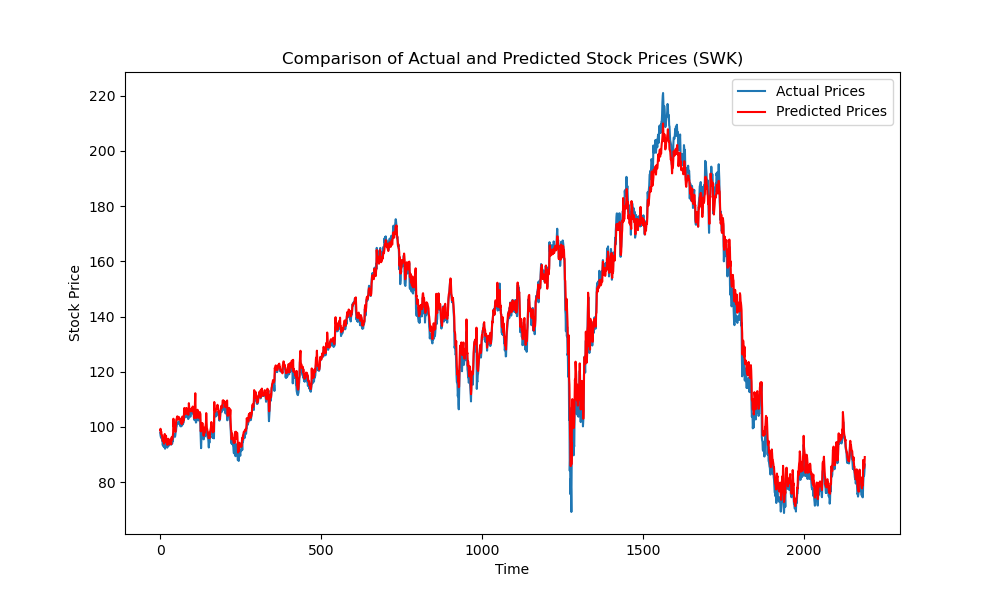 Comparison of Actual and Predicted Stock Prices (SWK)
Actual Prices
Predicted Prices
Stock Price
220
200
180
160
140
120
100
80
0 500 1000 1500 2000
Time